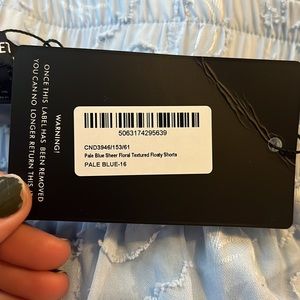 WARNING!
ONCE THIS LABEL HAS BEEN REMOVED
YOU CAN NO LONGER RETURN THIS
5063174295639
CND3946/153/61
Pale Blue Sheer Floral Textured Floaty Shorts
PALE BLUE-16